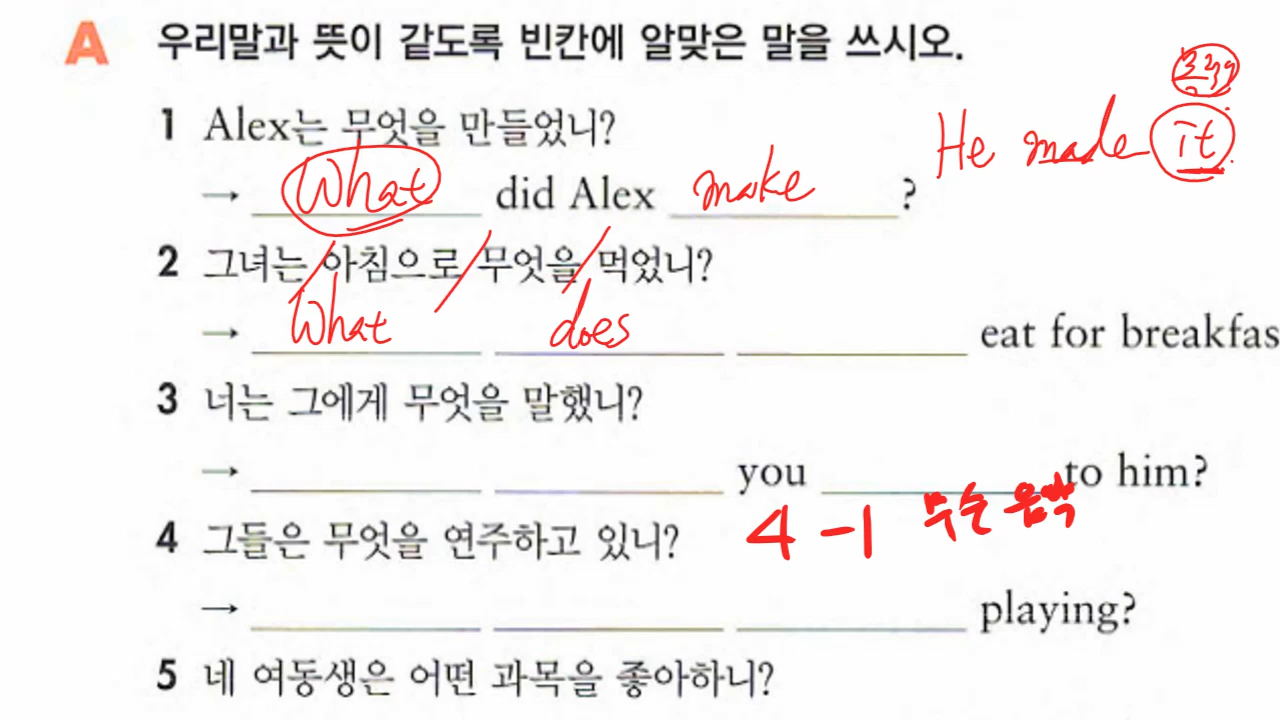 A 우리말과 뜻이 같도록 빈칸에 알맞은 말을 쓰시오.
1 Alex는 무엇을 만들었니?
He made it
→ What did Alex make ?
2 그녀는 아침으로 무엇을 먹었니?
→ What does eat for breakfas
3 너는 그에게 무엇을 말했니?
→ you to him?
4 그들은 무엇을 연주하고 있니? 4-1 무슨 음악
→ playing?
5 네 여동생은 어떤 과목을 좋아하니?